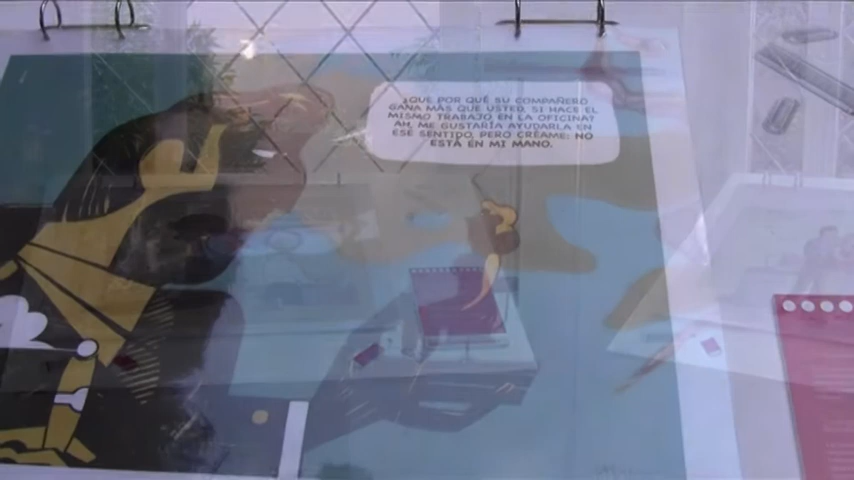 ¿QUE POR QUÉ SU COMPAÑERO
GANA MÁS QUE USTED, SI HACE EL
MISMO TRABAJO EN LA OFICINA?
AH, ME GUSTARÍA AYUDARLA EN
ESE SENTIDO, PERO CRÉAME: NO
ESTÁ EN MI MANO.